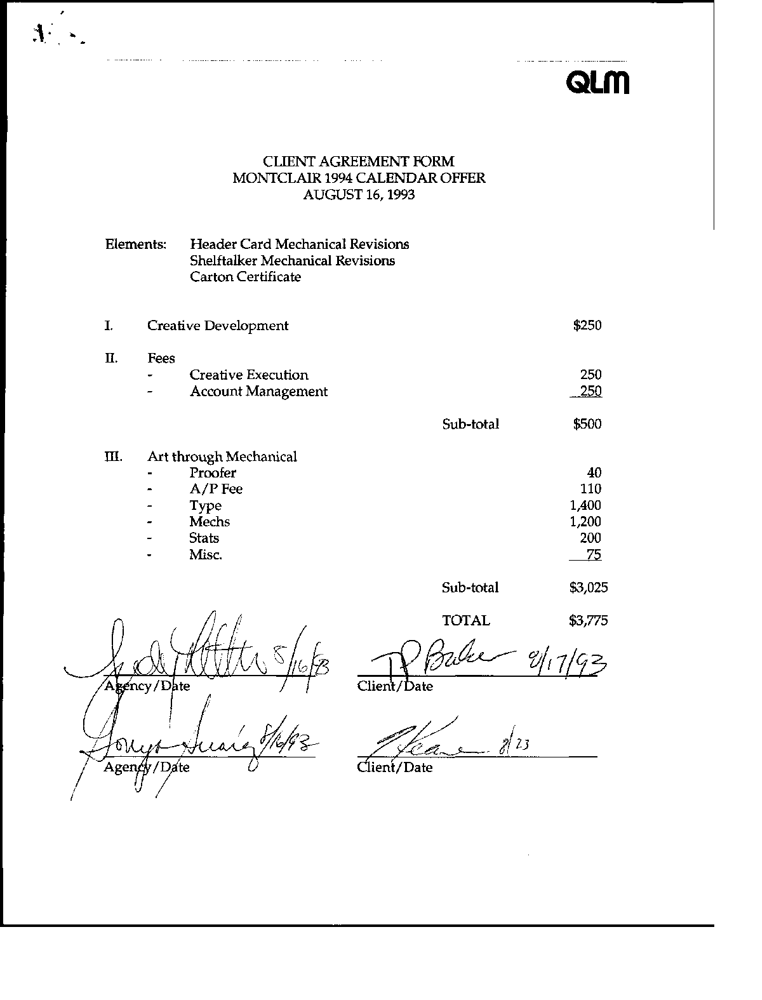 QLM
CLIENT AGREEMENT FORM
MONTCLAIR 1994 CALENDAR OFFER
AUGUST 16, 1993
Elements: Header Card Mechanical Revisions
Shelftalker Mechanical Revisions
Carton Certificate
I. Creative Development $250
II. Fees
- Creative Execution 250
- Account Management 250
Sub-total $500
III. Art through Mechanical
- Proofer 40
- A/P Fee 110
- Type 1,400
- Mechs 1,200
- Stats 200
- Misc. 75
Sub-total $3,025
TOTAL $3,775
8/16/93 Baker 8/17/93
Agency/Date Client/Date
Sonya Suarez 8/16/93 8/23
Agency/Date Client/Date